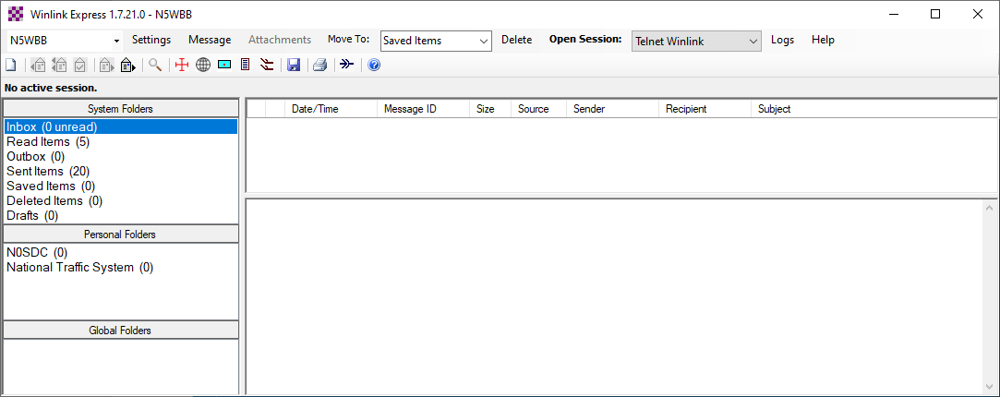 Winlink Express 1.7.21.0 - N5WBB
N5WBB Settings Message Attachments Move To: Saved Items Delete Open Session: Telnet Winlink Logs Help
No active session.
System Folders
Inbox (0 unread)
Read Items (5)
Outbox (0)
Sent Items (20)
Saved Items (0)
Deleted Items (0)
Drafts (0)
Personal Folders
N0SDC (0)
National Traffic System (0)
Global Folders
Date/Time Message ID Size Source Sender Recipient Subject